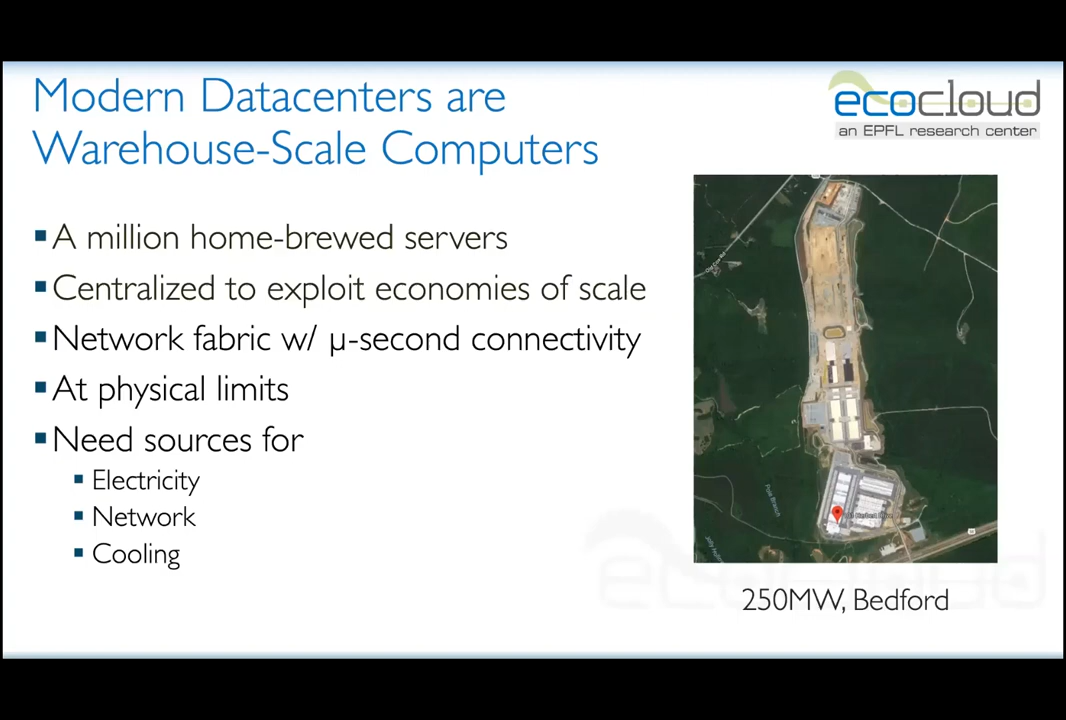 Modern Datacenters are
Warehouse-Scale Computers
ecocloud
an EPFL research center
▪ A million home-brewed servers
▪ Centralized to exploit economies of scale
▪ Network fabric w/ μ-second connectivity
▪ At physical limits
▪ Need sources for
▪ Electricity
▪ Network
▪ Cooling
250MW, Bedford
ecocloud